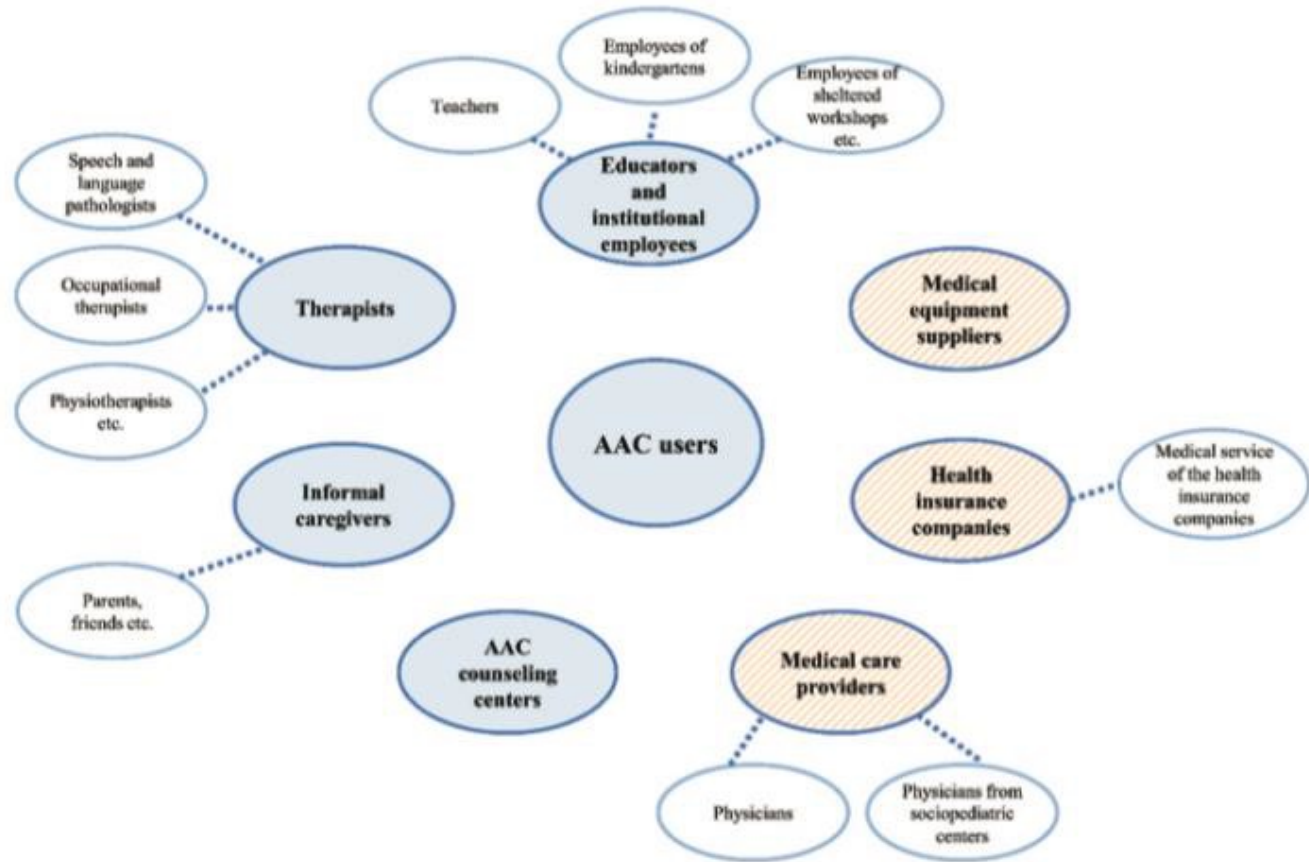 Employees of
kindergartens
Teachers
Employees of
sheltered
workshops
etc.
Educators
and
institutional
employees
Speech and
language
pathologists
Occupational
therapists
Physiotherapists
etc.
Therapists
Medical
equipment
suppliers
AAC users
Informal
caregivers
Parents,
friends etc.
Health
insurance
companies
Medical service
of the health
insurance
companies
AAC
counseling
centers
Medical care
providers
Physicians
Physicians from
sociopediatric
centers